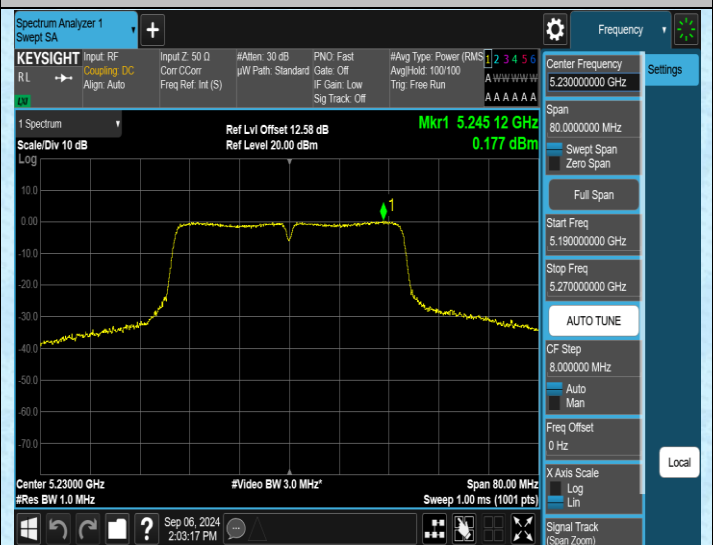 Spectrum Analyzer 1
Swept SA
+
Frequency
KEYSIGHT
RL
LXI
Input: RF
Coupling: DC
Align: Auto
Input Z: 50 Ω
Corr CCorr
Freq Ref: Int (S)
#Atten: 30 dB
µW Path: Standard
PNO: Fast
Gate: Off
IF Gain: Low
Sig Track: Off
#Avg Type: Power (RMS
Avg|Hold: 100/100
Trig: Free Run
1 2 3 4 5 6
A W W W W W
A A A A A A
1 Spectrum
Scale/Div 10 dB
Log
Ref Lvl Offset 12.58 dB
Ref Level 20.00 dBm
Mkr1 5.245 12 GHz
0.177 dBm
1
10.0
0.00
-10.0
-20.0
-30.0
-40.0
-50.0
-60.0
-70.0
Center 5.23000 GHz
#Res BW 1.0 MHz
#Video BW 3.0 MHz*
Span 80.00 MHz
Sweep 1.00 ms (1001 pts)
Center Frequency
5.230000000 GHz
Span
80.0000000 MHz
Swept Span
Zero Span
Full Span
Start Freq
5.190000000 GHz
Stop Freq
5.270000000 GHz
AUTO TUNE
CF Step
8.000000 MHz
Auto
Man
Freq Offset
0 Hz
X Axis Scale
Log
Lin
Signal Track
(Span Zoom)
Settings
Local
?
Sep 06, 2024
2:03:17 PM